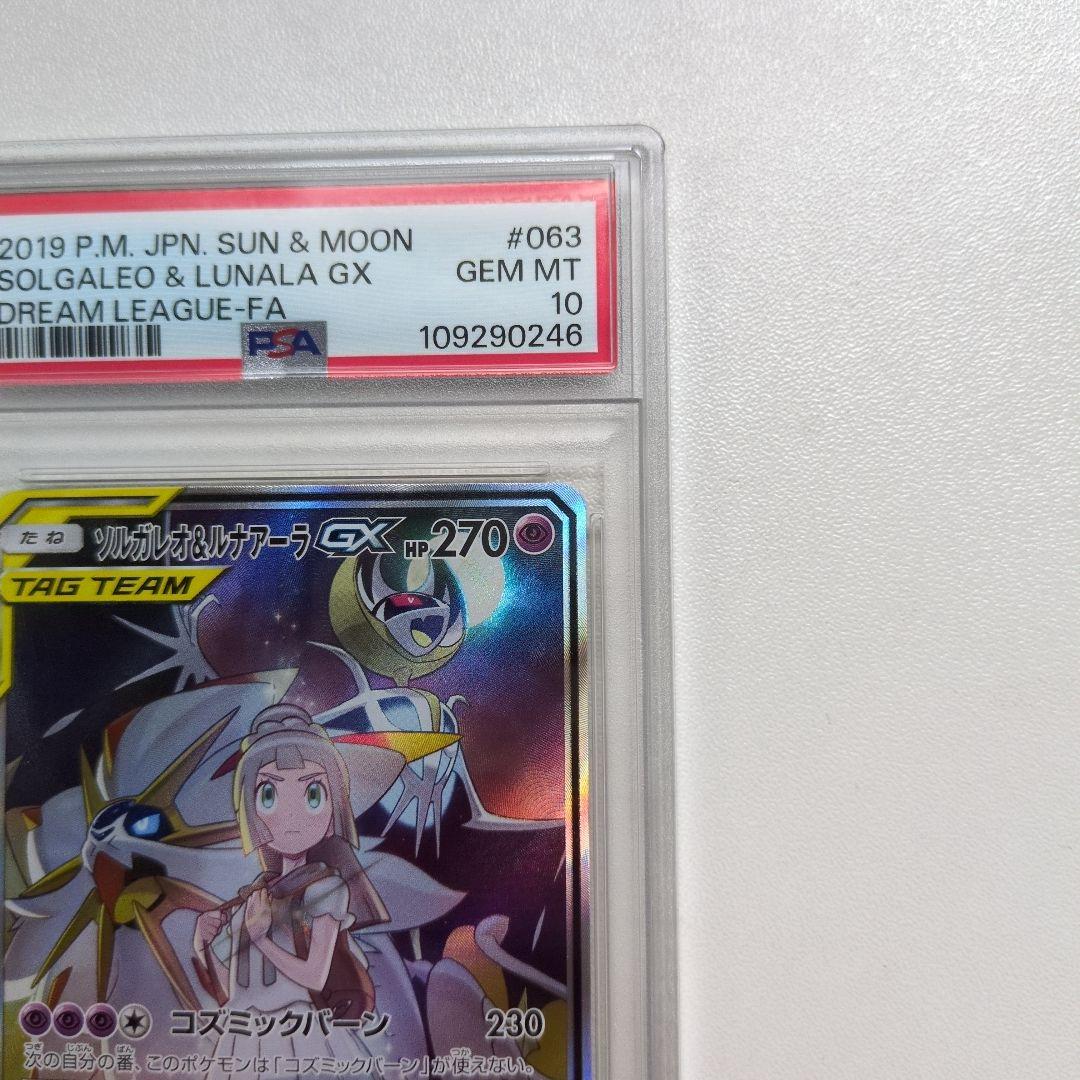 2019 P.M. JPN. SUN & MOON #063
SOLGALEO & LUNALA GX GEM MT
DREAM LEAGUE-FA 10
PSA 109290246
たね ソルガレオ&ルナアーラGX HP270
TAG TEAM
コズミックバーン 230
次の自分の番、このポケモンは「コズミックバーン」が使えない。